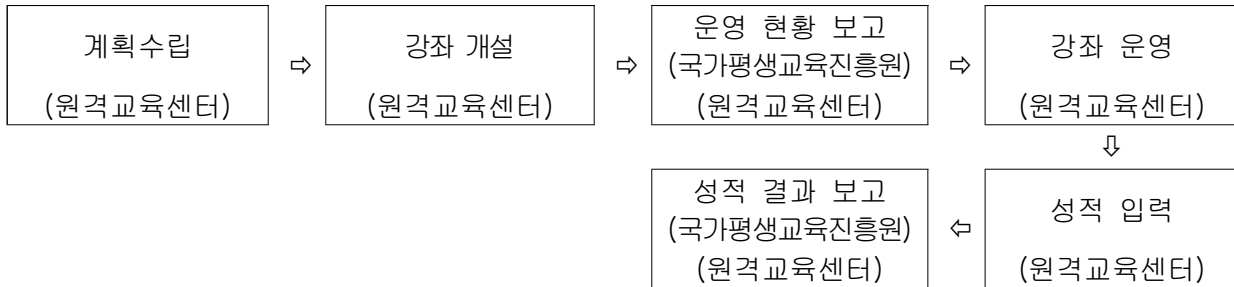 계획수립
(원격교육센터)
⇨
강좌 개설
(원격교육센터)
⇨
운영 현황 보고
(국가평생교육진흥원)
(원격교육센터)
⇨
강좌 운영
(원격교육센터)
⇩
성적 결과 보고
(국가평생교육진흥원)
(원격교육센터)
⇦
성적 입력
(원격교육센터)